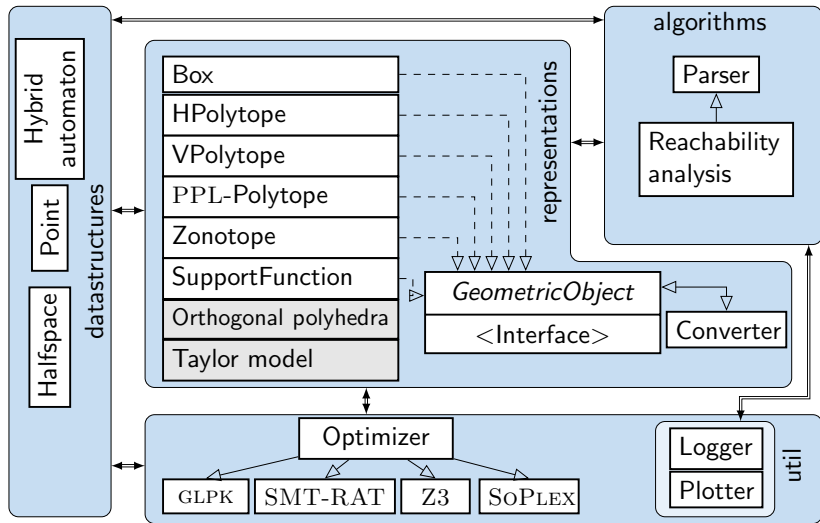 Hybrid
automaton
Point
Halfspace
datastructures
Box
HPolytope
VPolytope
PPL-Polytope
Zonotope
SupportFunction
Orthogonal polyhedra
Taylor model
representations
GeometricObject
<Interface>
Converter
algorithms
Parser
Reachability
analysis
Optimizer
GLPK
SMT-RAT
Z3
SOPLEX
Logger
Plotter
util